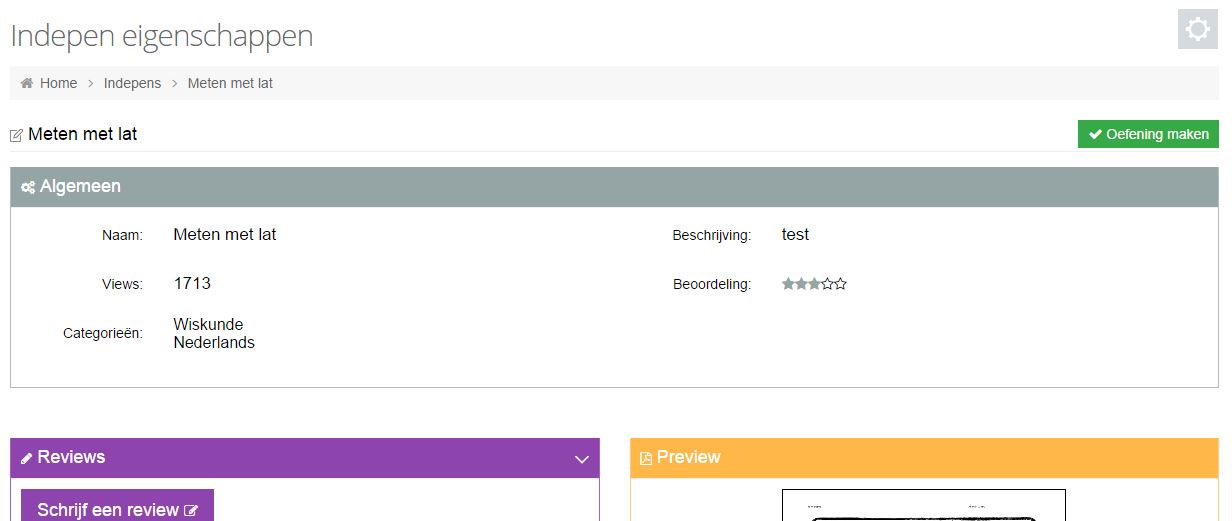 Indepen eigenschappen
Home Indepens Meten met lat
Meten met lat
Oefening maken
Algemeen
Naam: Meten met lat
Beschrijving: test
Views: 1713
Beoordeling:
Categorieën: Wiskunde
Nederlands
Reviews
Preview
Schrijf een review